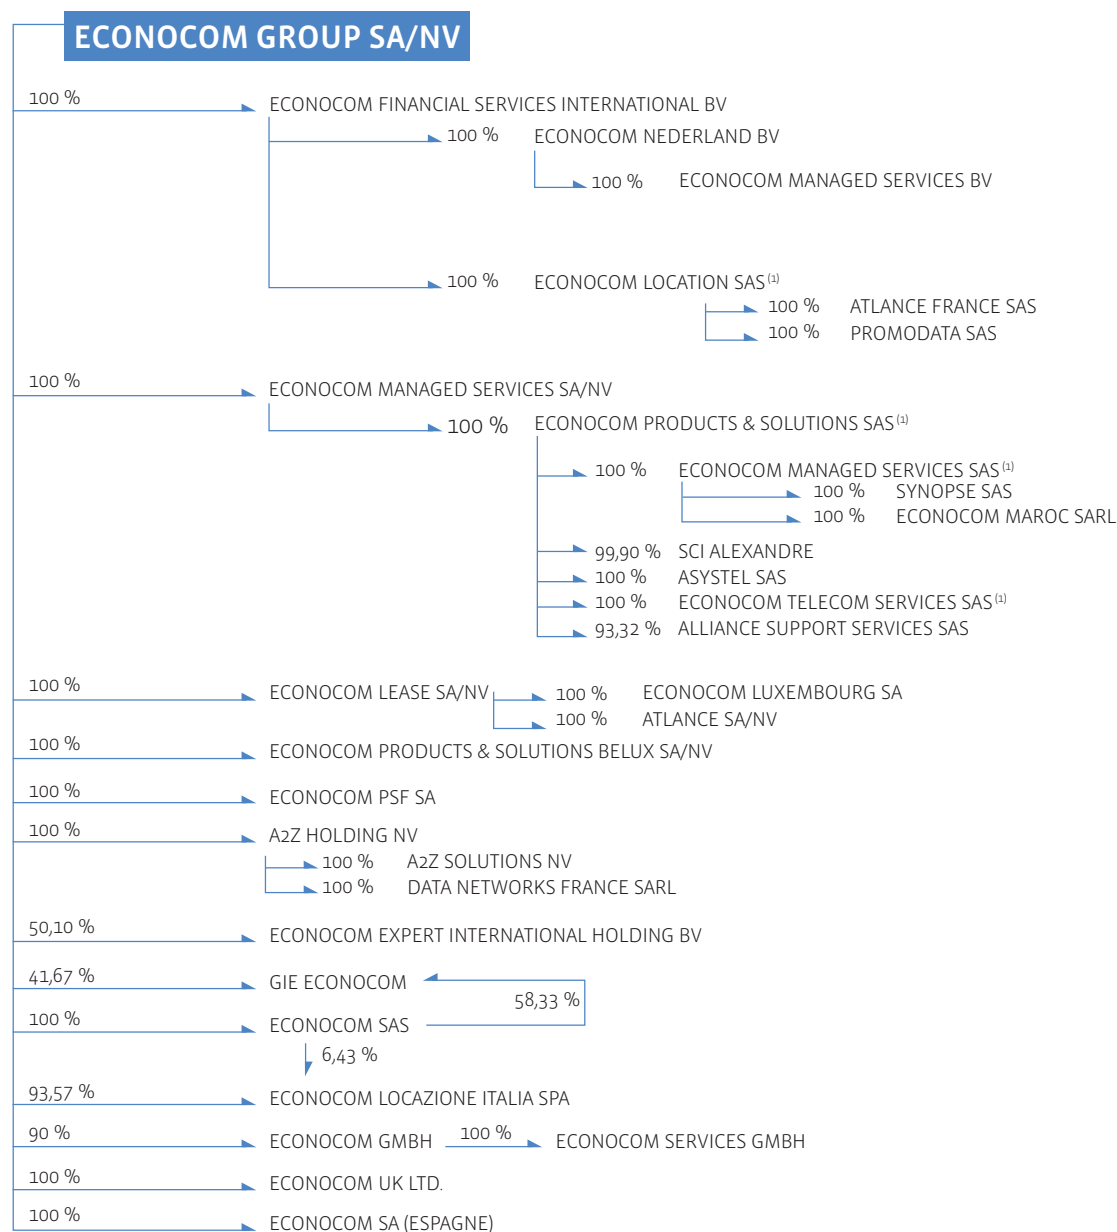 ECONOCOM GROUP SA/NV
100 % ECONOCOM FINANCIAL SERVICES INTERNATIONAL BV
100 % ECONOCOM NEDERLAND BV
100 % ECONOCOM MANAGED SERVICES BV
100 % ECONOCOM LOCATION SAS (1)
100 % ATLANCE FRANCE SAS
100 % PROMODATA SAS
100 % ECONOCOM MANAGED SERVICES SA/NV
100 % ECONOCOM PRODUCTS & SOLUTIONS SAS (1)
100 % ECONOCOM MANAGED SERVICES SAS (1)
100 % SYNOPSE SAS
100 % ECONOCOM MAROC SARL
99,90 % SCI ALEXANDRE
100 % ASYSTEL SAS
100 % ECONOCOM TELECOM SERVICES SAS (1)
93,32 % ALLIANCE SUPPORT SERVICES SAS
100 % ECONOCOM LEASE SA/NV 100 % ECONOCOM LUXEMBOURG SA
100 % ATLANCE SA/NV
100 % ECONOCOM PRODUCTS & SOLUTIONS BELUX SA/NV
100 % ECONOCOM PSF SA
100 % A2Z HOLDING NV
100 % A2Z SOLUTIONS NV
100 % DATA NETWORKS FRANCE SARL
50,10 % ECONOCOM EXPERT INTERNATIONAL HOLDING BV
41,67 % GIE ECONOCOM
58,33 %
100 % ECONOCOM SAS
6,43 %
93,57 % ECONOCOM LOCAZIONE ITALIA SPA
90 % ECONOCOM GMBH 100 % ECONOCOM SERVICES GMBH
100 % ECONOCOM UK LTD.
100 % ECONOCOM SA (ESPAGNE)